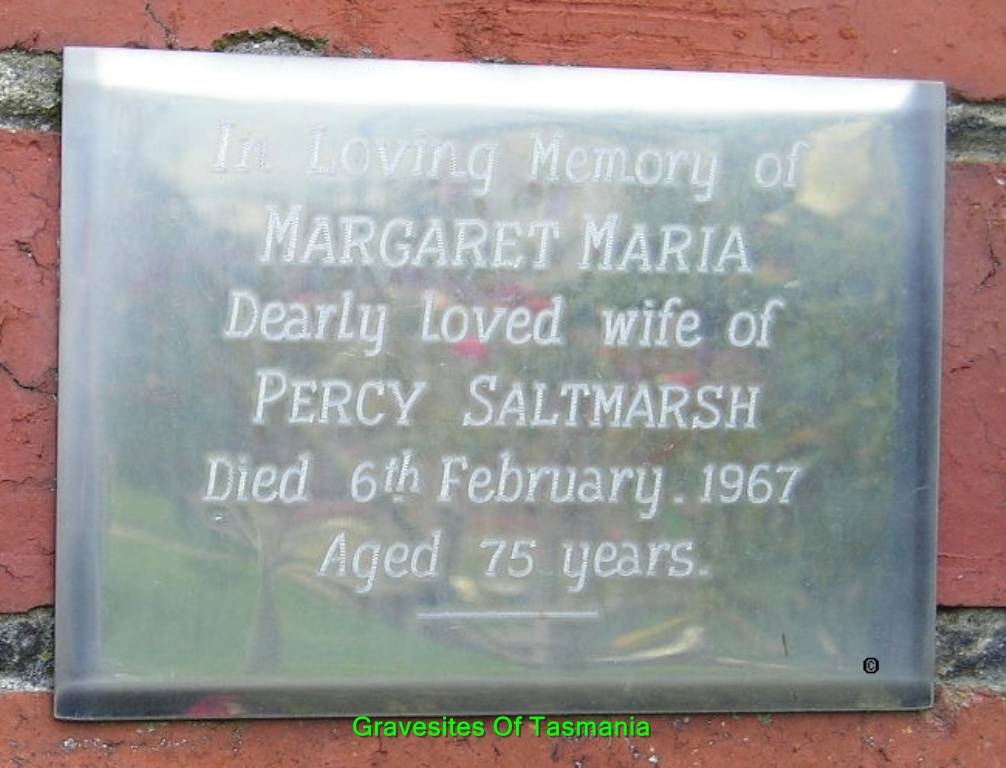 In Loving Memory of
MARGARET MARIA
Dearly loved wife of
PERCY SALTMARSH
Died 6th February. 1967
Aged 75 years.
©
Gravesites Of Tasmania